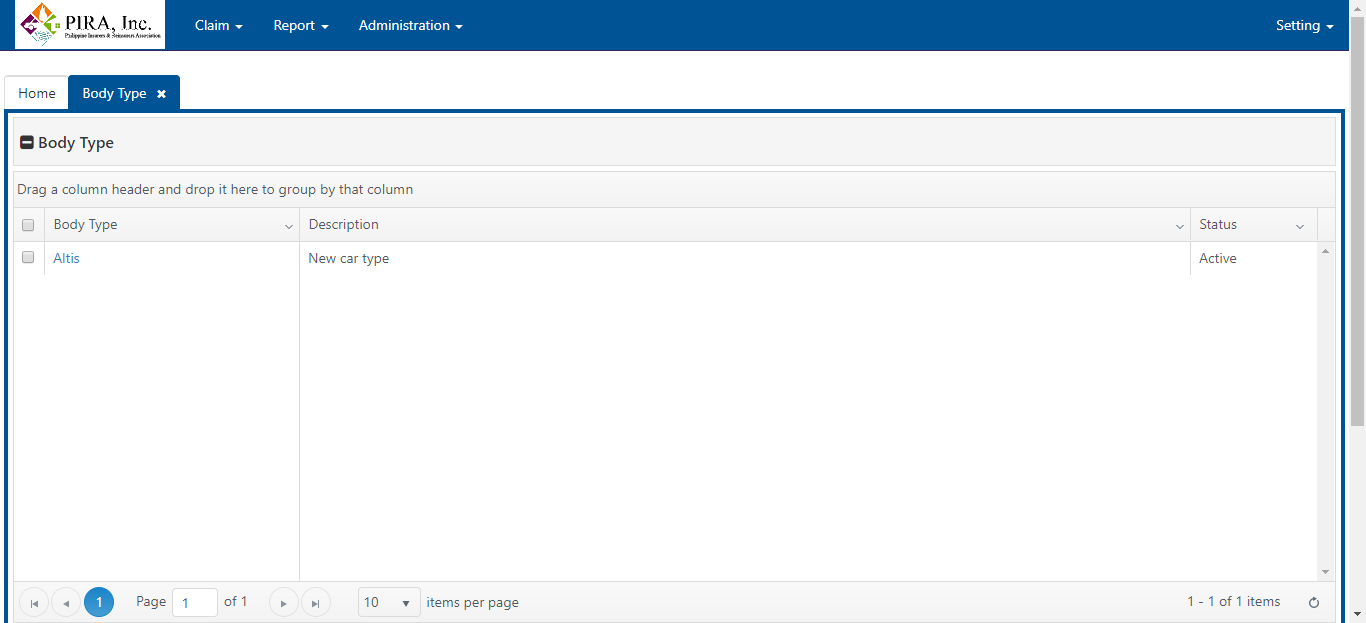 PIRA, Inc.
Philippine Insurers & Reinsurers Association
Claim Report Administration Setting
Home Body Type
Body Type
Drag a column header and drop it here to group by that column
Body Type Description Status
Altis New car type Active
1 Page 1 of 1 10 items per page 1 - 1 of 1 items